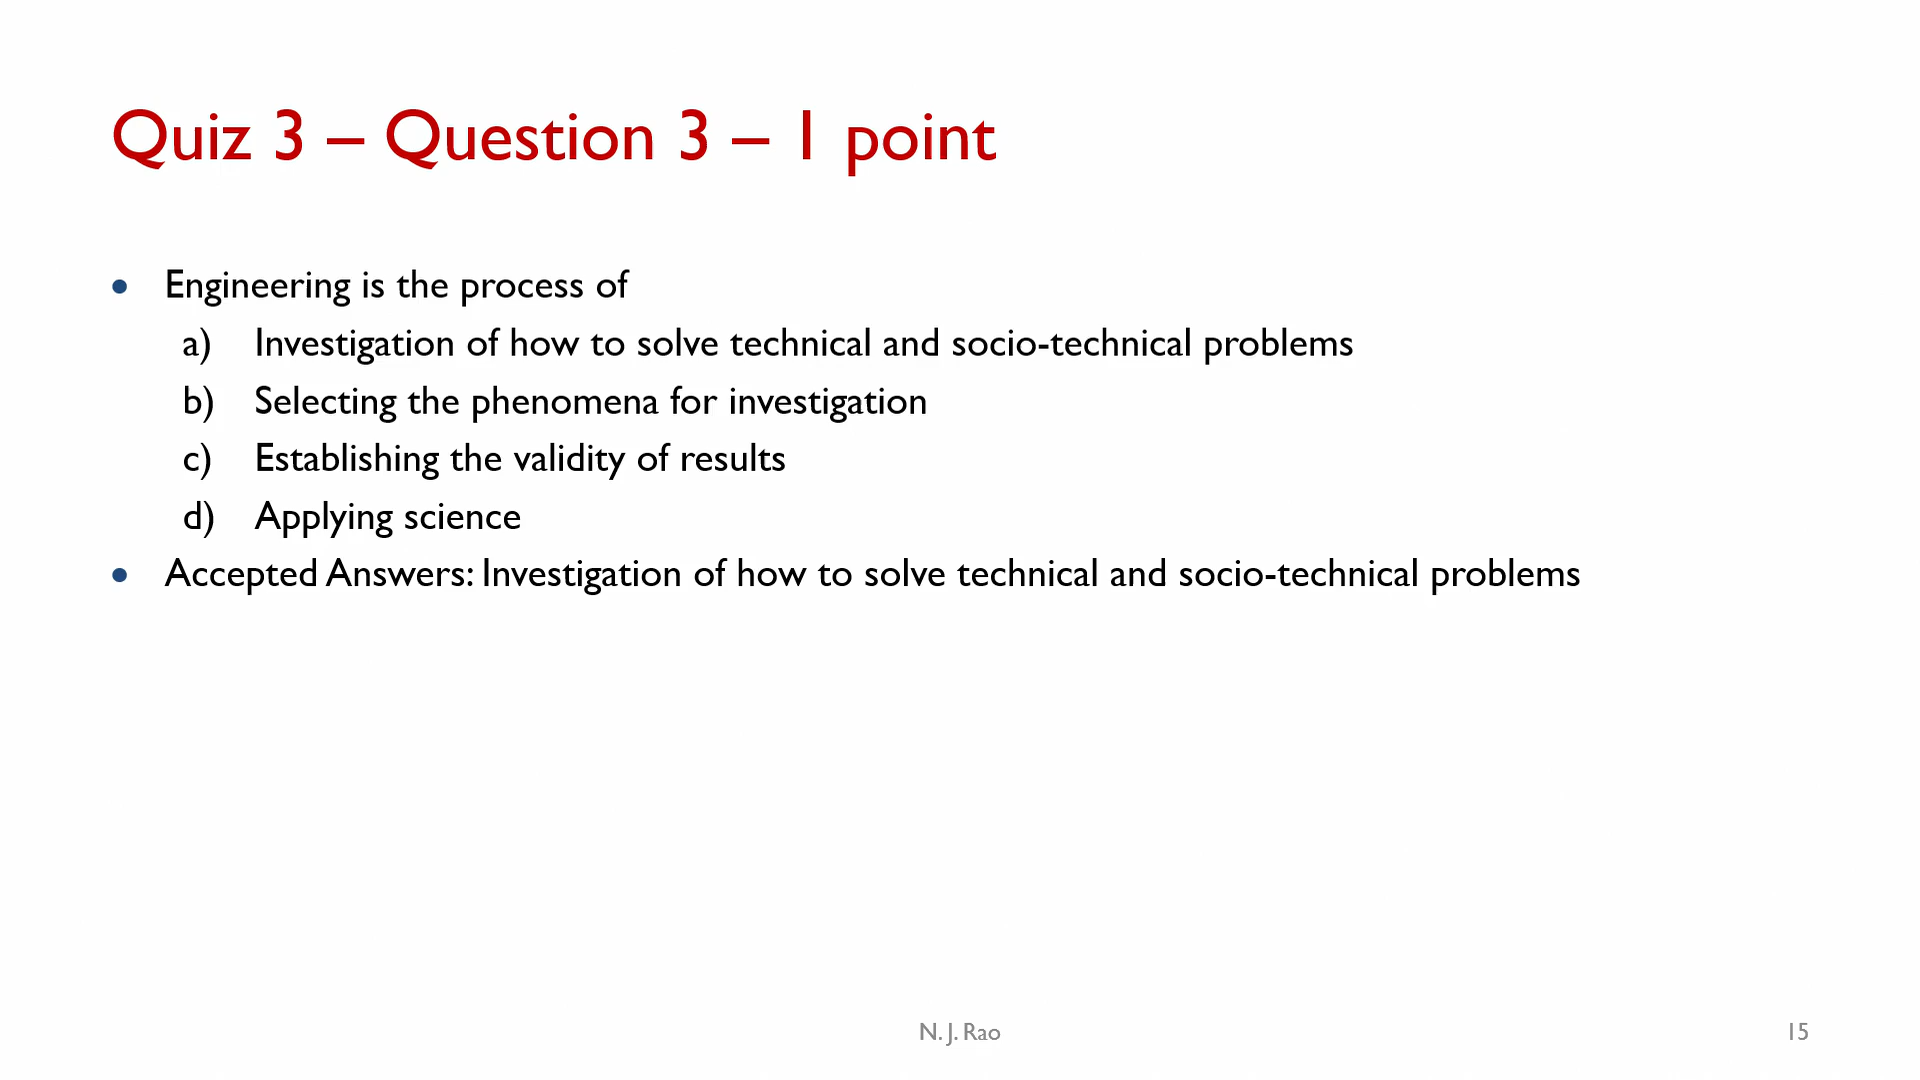 Quiz 3 – Question 3 – 1 point
• Engineering is the process of
a) Investigation of how to solve technical and socio-technical problems
b) Selecting the phenomena for investigation
c) Establishing the validity of results
d) Applying science
• Accepted Answers: Investigation of how to solve technical and socio-technical problems
N. J. Rao
15